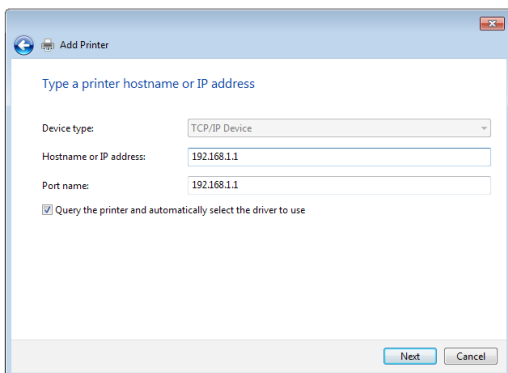 Add Printer
Type a printer hostname or IP address
Device type: TCP/IP Device
Hostname or IP address: 192.168.1.1
Port name: 192.168.1.1
Query the printer and automatically select the driver to use
Next Cancel